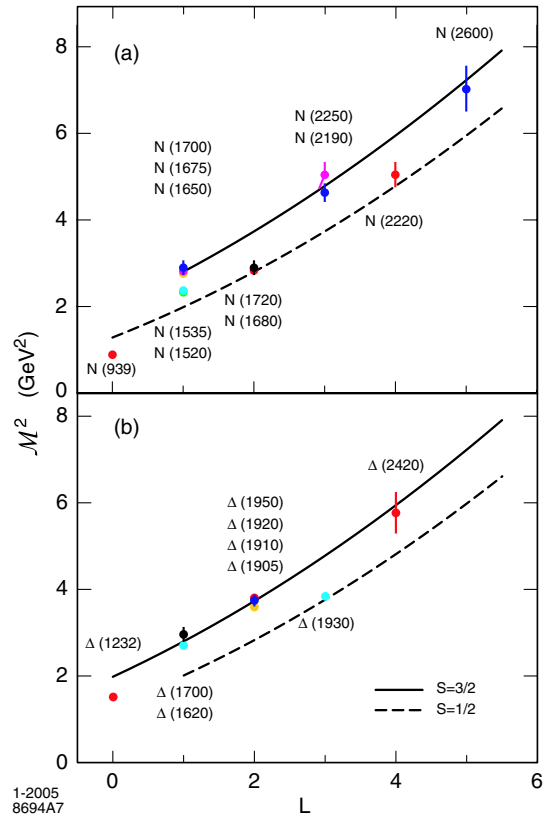 8
(a)
N (2600)
N (2250)
N (2190)
N (1700)
N (1675)
N (1650)
6
4
N (2220)
N (1720)
N (1680)
2
N (1535)
N (1520)
N (939)
0
ℳ² (GeV²)
(b)
8
Δ (2420)
Δ (1950)
Δ (1920)
Δ (1910)
Δ (1905)
6
4
Δ (1232)
Δ (1930)
2
Δ (1700)
Δ (1620)
S=3/2
S=1/2
0
0 2 4 6
L
1-2005
8694A7